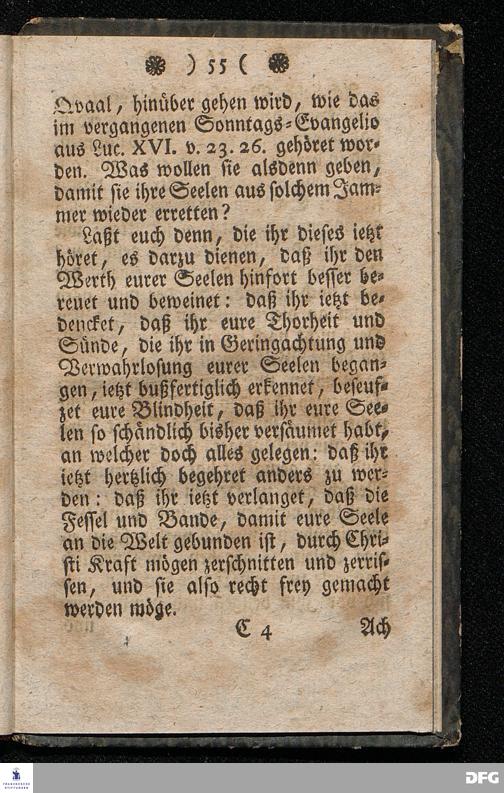 ) 55 (
Qvaal, hinüber gehen wird, wie das
im vergangenen Sonntags-Evangelio
aus Luc. XVI. v. 23. 26. gehöret wor-
den. Was wollen sie alsdenn geben,
damit sie ihre Seelen aus solchem Jam-
mer wieder erretten?
Laßt euch denn, die ihr dieses ietzt
höret, es darzu dienen, daß ihr den
Werth eurer Seelen hinfort besser be-
reuet und beweinet: daß ihr ietzt be-
dencket, daß ihr eure Thorheit und
Sünde, die ihr in Geringachtung und
Verwahrlosung eurer Seelen began-
gen, ietzt bußfertiglich erkennet, beseuf-
zet eure Blindheit, daß ihr eure See-
len so schändlich bisher versäumet habt,
an welcher doch alles gelegen: daß ihr
ietzt hertzlich begehret anders zu wer-
den: daß ihr ietzt verlanget, daß die
Fessel und Bande, damit eure Seele
an die Welt gebunden ist, durch Chri-
sti Kraft mögen zerschnitten und zerris-
sen, und sie also recht frey gemacht
werden möge.
C 4 Ach
FRANCKESCHE STIFTUNGEN
DFG